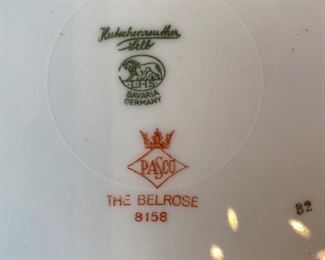 Hutschenreuther
Selb
LHS
BAVARIA
GERMANY
PASCO
THE BELROSE
8158
82